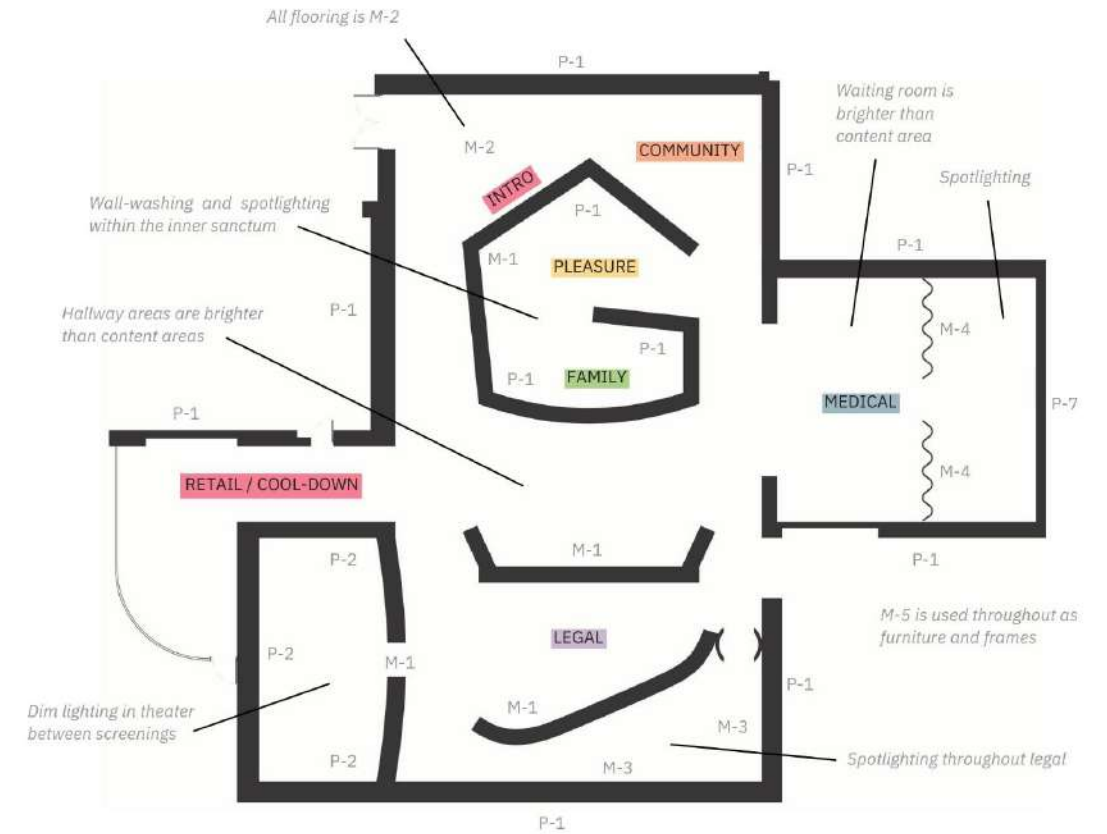 All flooring is M-2
P-1
Waiting room is
brighter than
content area
M-2
COMMUNITY
P-1
Spotlighting
INTRO
Wall-washing and spotlighting
within the inner sanctum
P-1
P-1
M-1
PLEASURE
P-1
Hallway areas are brighter
than content areas
M-4
P-1
P-1
FAMILY
MEDICAL
P-7
P-1
M-4
RETAIL / COOL-DOWN
P-2
M-1
P-1
M-5 is used throughout as
furniture and frames
LEGAL
P-2
M-1
P-1
Dim lighting in theater
between screenings
M-1
M-3
P-2
M-3
Spotlighting throughout legal
P-1